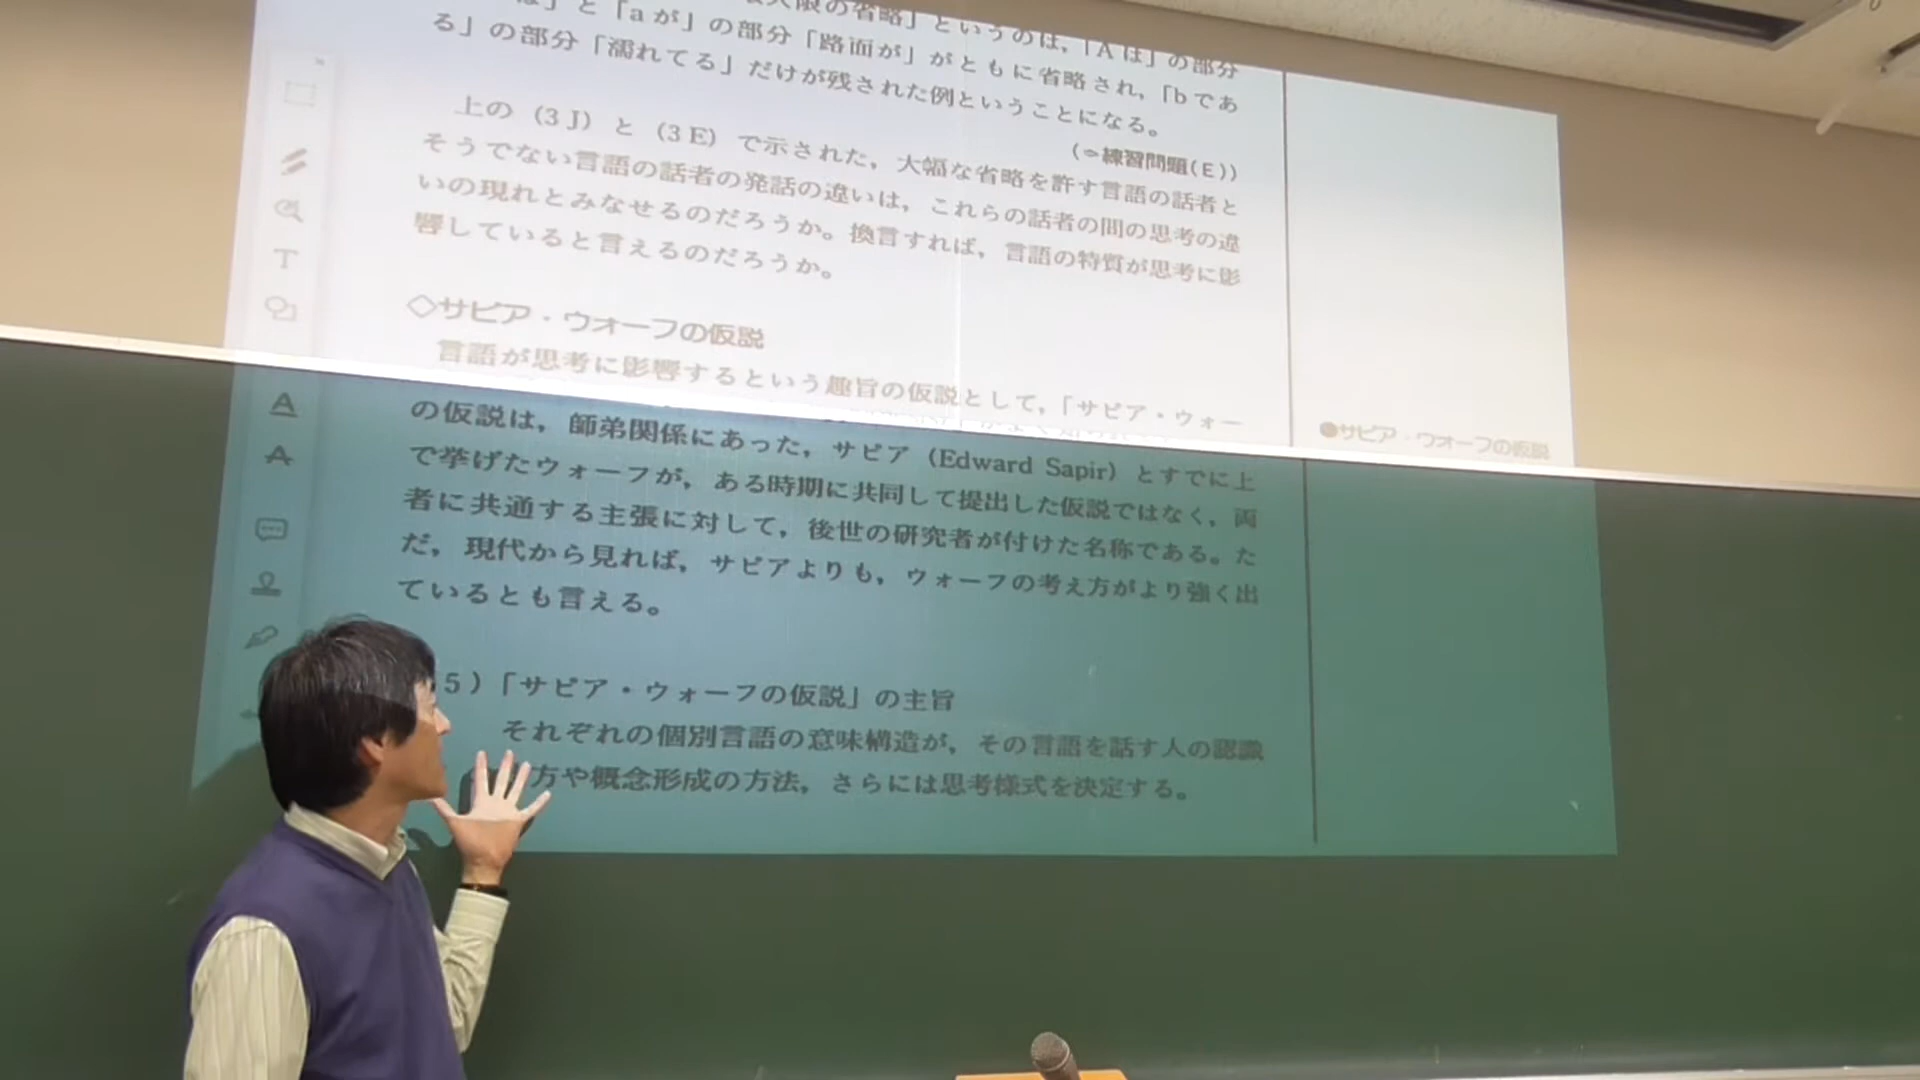 は」と「aが」の部分「路面が」がともに省略され，「bであ
大限の省略」というのは，「Aは」の部分
る」の部分「濡れてる」だけが残された例ということになる。
（⇨練習問題(E)）
上の（3J）と（3E）で示された，大幅な省略を許す言語の話者と
そうでない言語の話者の発話の違いは，これらの話者の間の思考の違
いの現れとみなせるのだろうか。換言すれば，言語の特質が思考に影
響していると言えるのだろうか。
◇サピア・ウォーフの仮説
言語が思考に影響するという趣旨の仮説として，「サピア・ウォー
●サピア・ウォーフの仮説
の仮説は，師弟関係にあった，サピア（Edward Sapir）とすでに上
で挙げたウォーフが，ある時期に共同して提出した仮説ではなく，両
者に共通する主張に対して，後世の研究者が付けた名称である。た
だ，現代から見れば，サピアよりも，ウォーフの考え方がより強く出
ているとも言える。
5）「サピア・ウォーフの仮説」の主旨
それぞれの個別言語の意味構造が，その言語を話す人の認識
方や概念形成の方法，さらには思考様式を決定する。
T
A
A